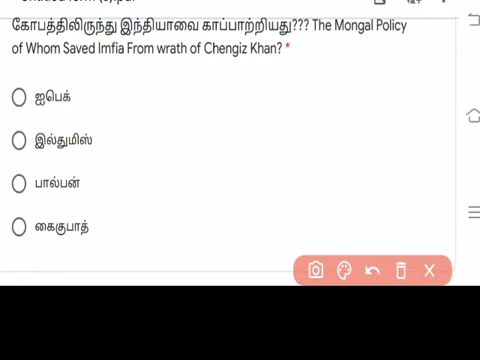 கோபத்திலிருந்து இந்தியாவை காப்பாற்றியது??? The Mongal Policy
of Whom Saved Imfia From wrath of Chengiz Khan? *
ஐபெக்
இல்துமிஸ்
பால்பன்
கைகுபாத்